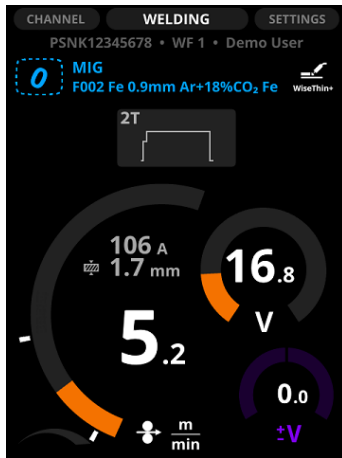 CHANNEL WELDING SETTINGS
PSNK12345678 • WF 1 • Demo User
0 MIG
F002 Fe 0.9mm Ar+18%CO₂ Fe
WiseThin+
2T
106 A
1.7 mm
16.8
V
5.2
m
min
0.0
±V